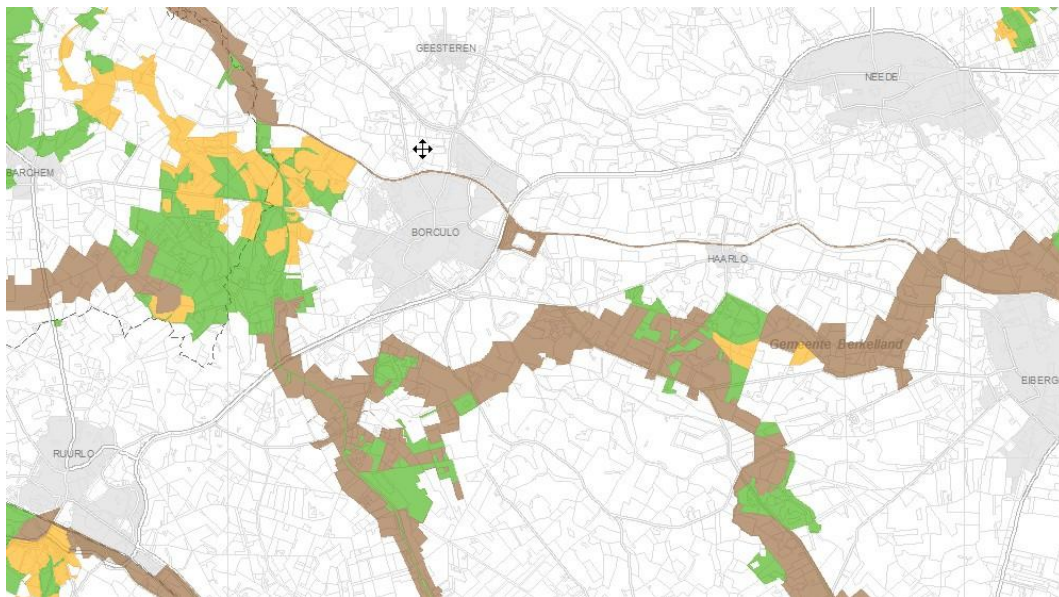 GEESTEREN
NEEDE
BARCHEM
BORCULO
HAARLO
Gemeente Berkelland
EIBERG
RUURLO